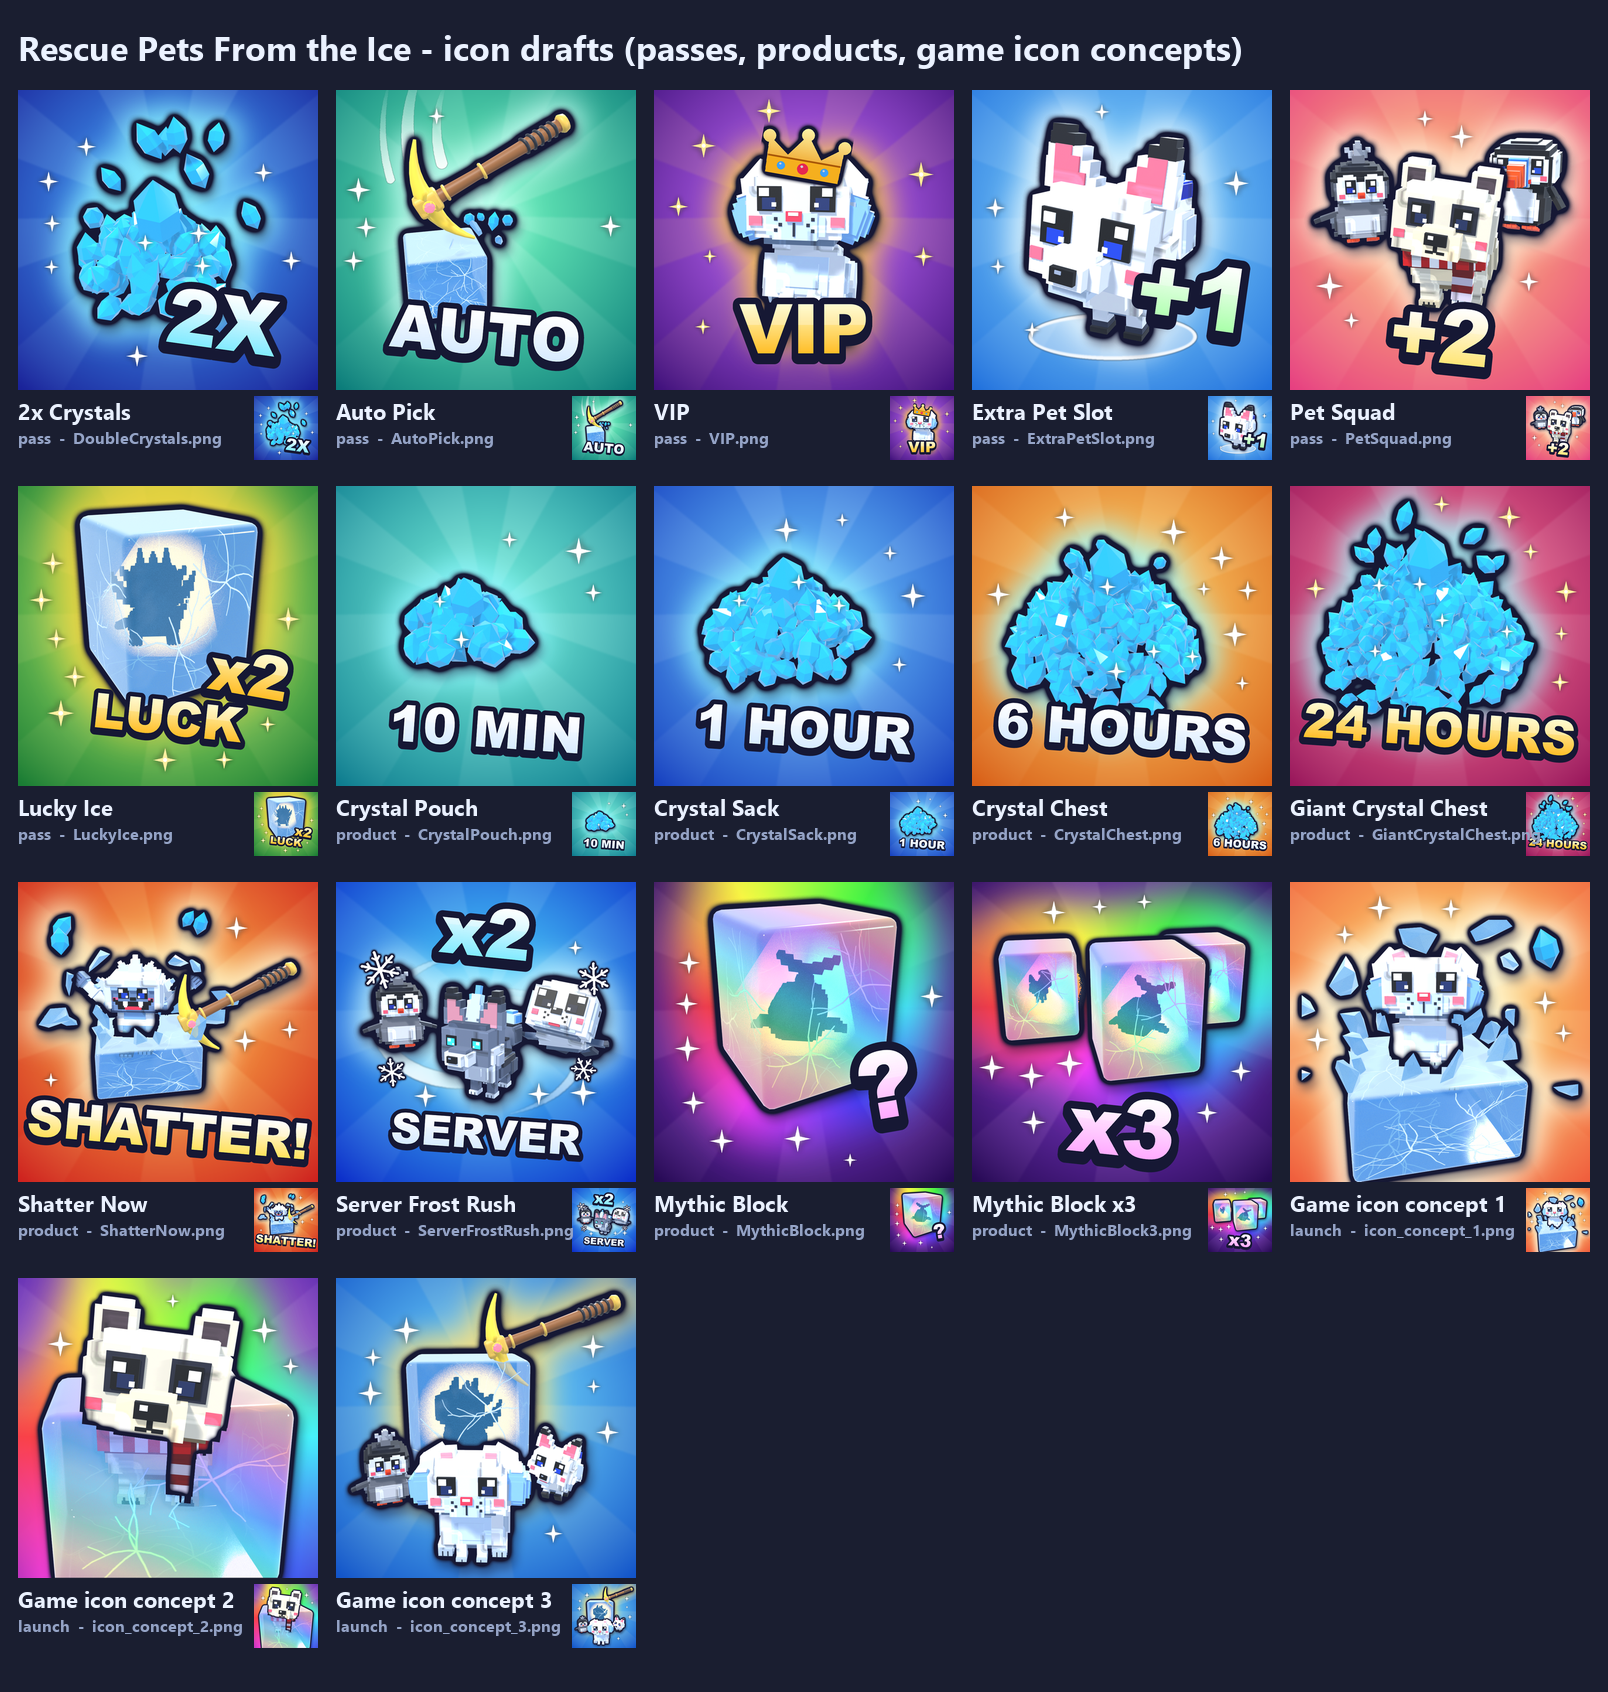 Rescue Pets From the Ice - icon drafts (passes, products, game icon concepts)
2X
AUTO
VIP
+1
+2
2x Crystals
pass - DoubleCrystals.png
2X
Auto Pick
pass - AutoPick.png
AUTO
VIP
pass - VIP.png
VIP
Extra Pet Slot
pass - ExtraPetSlot.png
+1
Pet Squad
pass - PetSquad.png
+2
x2
LUCK
10 MIN
1 HOUR
6 HOURS
24 HOURS
Lucky Ice
pass - LuckyIce.png
x2
LUCK
Crystal Pouch
product - CrystalPouch.png
10 MIN
Crystal Sack
product - CrystalSack.png
1 HOUR
Crystal Chest
product - CrystalChest.png
6 HOURS
Giant Crystal Chest
product - GiantCrystalChest.png
24 HOURS
SHATTER!
x2
SERVER
?
x3
Shatter Now
product - ShatterNow.png
SHATTER!
Server Frost Rush
product - ServerFrostRush.png
x2
SERVER
Mythic Block
product - MythicBlock.png
?
Mythic Block x3
product - MythicBlock3.png
x3
Game icon concept 1
launch - icon_concept_1.png
Game icon concept 2
launch - icon_concept_2.png
Game icon concept 3
launch - icon_concept_3.png